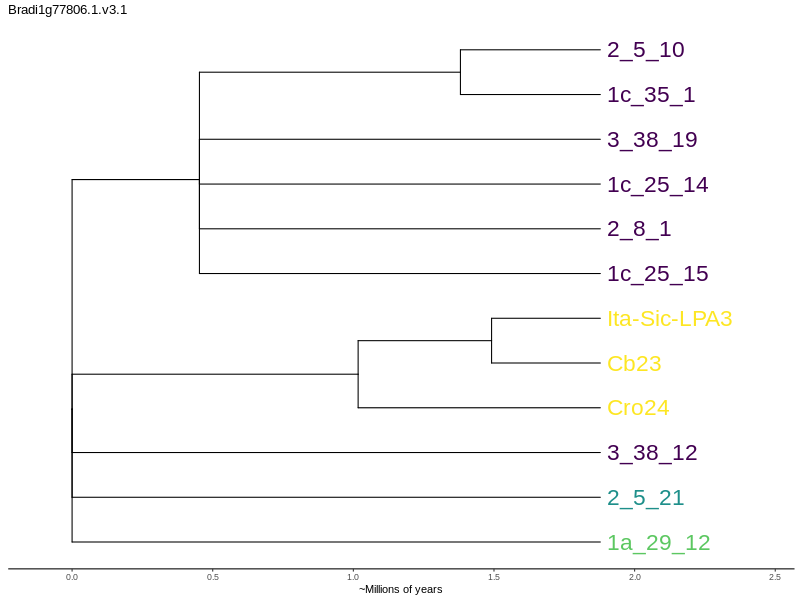 Bradi1g77806.1.v3.1
2_5_10
1c_35_1
3_38_19
1c_25_14
2_8_1
1c_25_15
Ita-Sic-LPA3
Cb23
Cro24
3_38_12
2_5_21
1a_29_12
0.0 0.5 1.0 1.5 2.0 2.5
~Millions of years